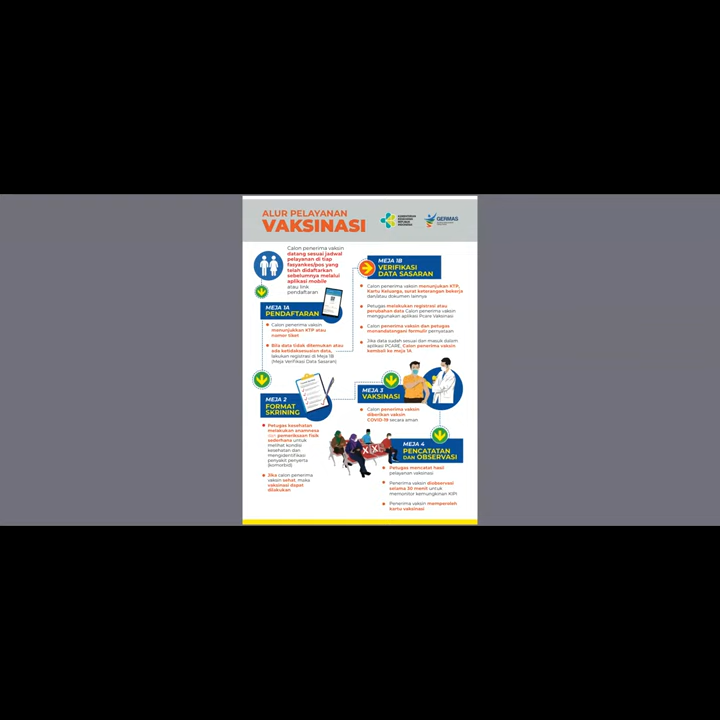 ALUR PELAYANAN
VAKSINASI
KEMENTERIAN
KESEHATAN
REPUBLIK
INDONESIA
GERMAS
Calon penerima vaksin
datang sesuai jadwal
pelayanan di tiap
fasyankes/pos yang
telah didaftarkan
sebelumnya melalui
aplikasi mobile
atau link
pendaftaran
MEJA 1A
PENDAFTARAN
Calon penerima vaksin
menunjukkan KTP atau
nomor tiket
Bila data tidak ditemukan atau
ada ketidaksesuaian data,
lakukan registrasi di Meja 1B
(Meja Verifikasi Data Sasaran)
MEJA 1B
VERIFIKASI
DATA SASARAN
Calon penerima vaksin menunjukan KTP,
Kartu keluarga, surat keterangan bekerja
dan/atau dokumen lainnya
Petugas melakukan registrasi atau
perubahan data Calon penerima vaksin
menggunakan aplikasi Pcare Vaksinasi
Calon penerima vaksin dan petugas
menandatangani formulir pernyataan
Jika data sudah sesuai dan masuk dalam
aplikasi PCARE, Calon penerima vaksin
kembali ke meja 1A
MEJA 2
FORMAT
SKRINING
Petugas kesehatan
melakukan anamnesa
dan pemeriksaan fisik
sederhana untuk
melihat kondisi
kesehatan dan
mengidentifikasi
penyakit penyerta
(komorbid)
Jika calon penerima
vaksin sehat, maka
vaksinasi dapat
dilakukan
MEJA 3
VAKSINASI
Calon penerima vaksin
diberikan vaksin
COVID-19 secara aman
MEJA 4
PENCATATAN
DAN OBSERVASI
Petugas mencatat hasil
pelayanan vaksinasi
Penerima vaksin diobservasi
selama 30 menit untuk
memonitor kemungkinan KIPI
Penerima vaksin memperoleh
kartu vaksinasi